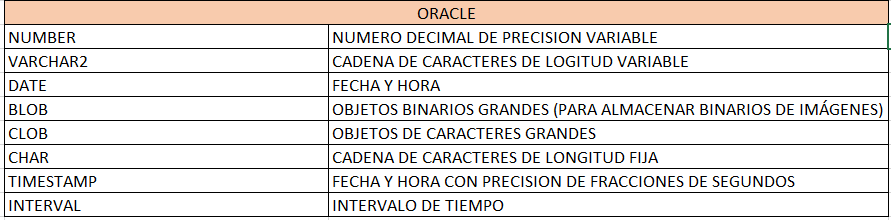 ORACLE
NUMBER NUMERO DECIMAL DE PRECISION VARIABLE
VARCHAR2 CADENA DE CARACTERES DE LOGITUD VARIABLE
DATE FECHA Y HORA
BLOB OBJETOS BINARIOS GRANDES (PARA ALMACENAR BINARIOS DE IMÁGENES)
CLOB OBJETOS DE CARACTERES GRANDES
CHAR CADENA DE CARACTERES DE LONGITUD FIJA
TIMESTAMP FECHA Y HORA CON PRECISION DE FRACCIONES DE SEGUNDOS
INTERVAL INTERVALO DE TIEMPO